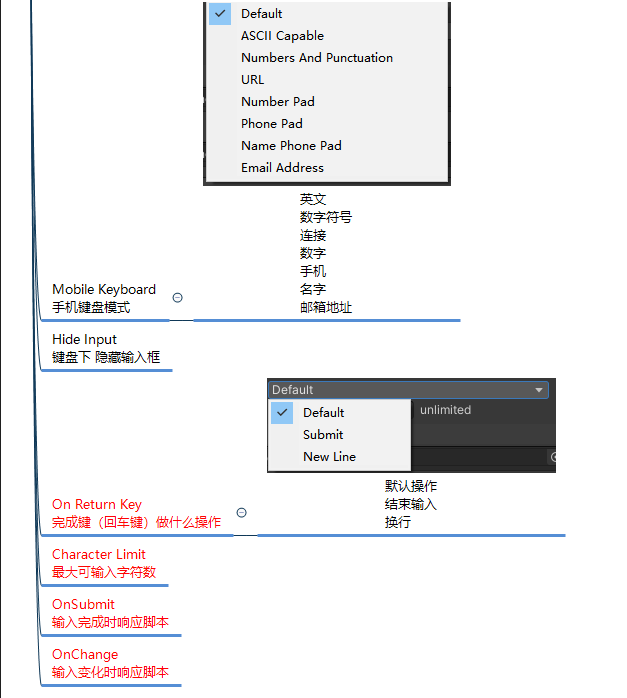 Default
ASCII Capable
Numbers And Punctuation
URL
Number Pad
Phone Pad
Name Phone Pad
Email Address
英文
数字符号
连接
数字
手机
名字
邮箱地址
Mobile Keyboard
手机键盘模式
Hide Input
键盘下 隐藏输入框
Default
unlimited
Default
Submit
New Line
默认操作
结束输入
换行
On Return Key
完成键（回车键）做什么操作
Character Limit
最大可输入字符数
OnSubmit
输入完成时响应脚本
OnChange
输入变化时响应脚本